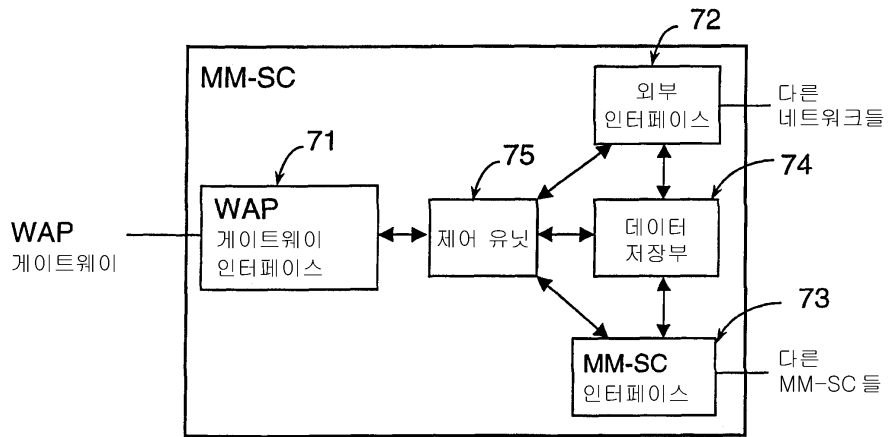 72
MM-SC
외부
인터페이스
다른
네트워크들
71
75
74
WAP
게이트웨이
인터페이스
제어 유닛
데이터
저장부
WAP
게이트웨이
73
MM-SC
인터페이스
다른
MM-SC 들